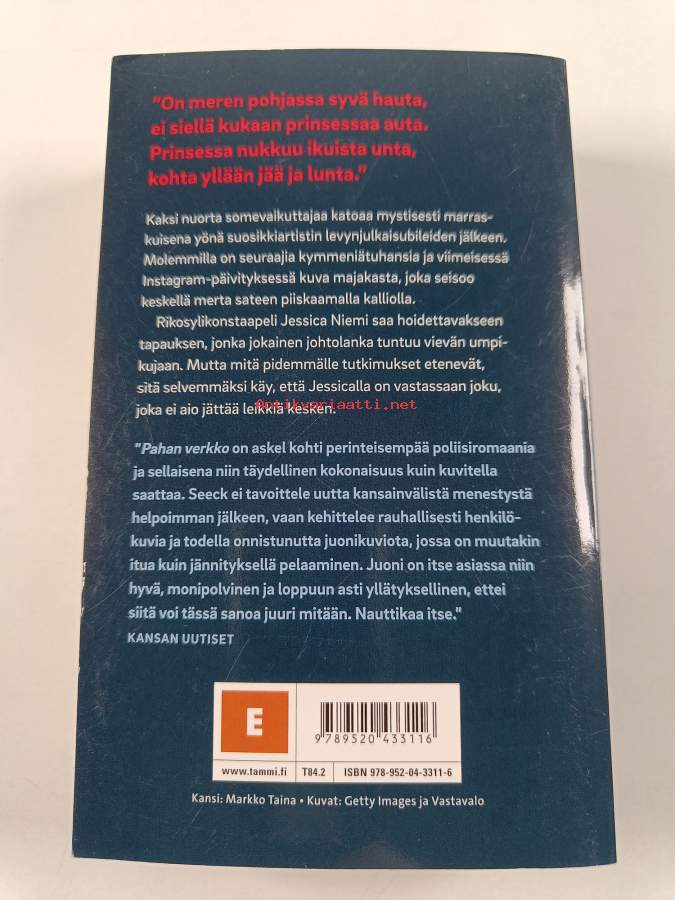 "On meren pohjassa syvä hauta,
ei siellä kukaan prinsessaa auta.
Prinsessa nukkuu ikuista unta,
kohta yllään jää ja lunta."
Kaksi nuorta somevaikuttajaa katoaa mystisesti marras-
kuisena yönä suosikkiartistin levynjulkaisubileiden jälkeen.
Molemmilla on seuraajia kymmeniätuhansia ja viimeisessä
Instagram-päivityksessä kuva majakasta, joka seisoo
keskellä merta sateen piiskaamalla kalliolla.
Rikosylikonstaapeli Jessica Niemi saa hoidettavakseen
tapauksen, jonka jokainen johtolanka tuntuu vievän umpi-
kujaan. Mutta mitä pidemmälle tutkimukset etenevät,
sitä selvemmäksi käy, että Jessicalla on vastassaan joku,
joka ei aio jättää leikkiä kesken.
Antikvariaatti.net
"Pahan verkko on askel kohti perinteisempää poliisiromaania
ja sellaisena niin täydellinen kokonaisuus kuin kuvitella
saattaa. Seeck ei tavoittele uutta kansainvälistä menestystä
helpoimman jälkeen, vaan kehittelee rauhallisesti henkilö-
kuvia ja todella onnistunutta juonikuviota, jossa on muutakin
itua kuin jännityksellä pelaaminen. Juoni on itse asiassa niin
hyvä, monipolvinen ja loppuun asti yllätyksellinen, ettei
siitä voi tässä sanoa juuri mitään. Nauttikaa itse."
KANSAN UUTISET
E
9 789520 433116
www.tammi.fi T84.2 ISBN 978-952-04-3311-6
Kansi: Markko Taina • Kuvat: Getty Images ja Vastavalo